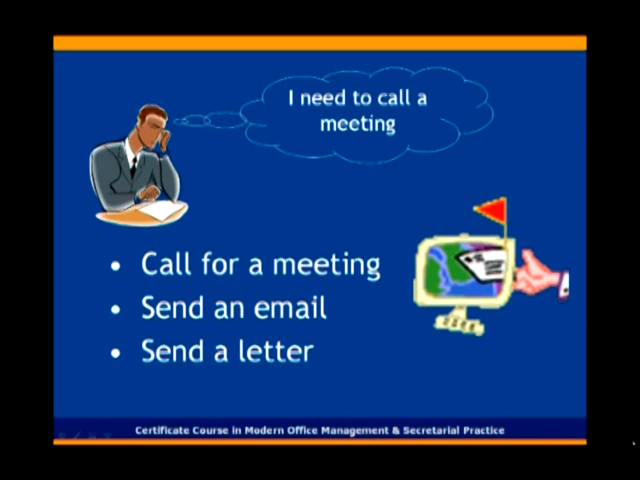 I need to call a
meeting
• Call for a meeting
• Send an email
• Send a letter
Certificate Course in Modern Office Management & Secretarial Practice